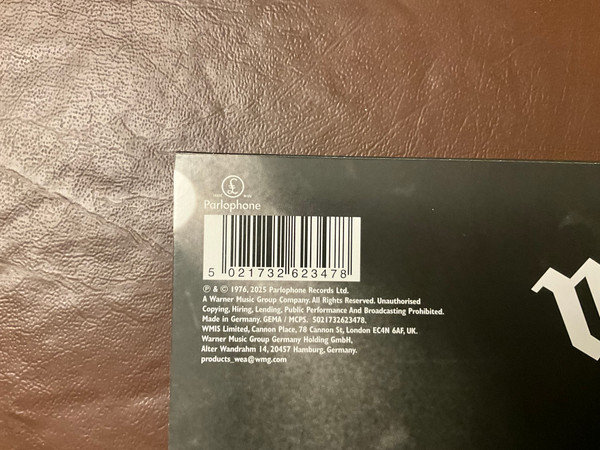 £
Parlophone
5 021732 623478
℗ & © 1976, 2025 Parlophone Records Ltd.
A Warner Music Group Company. All Rights Reserved. Unauthorised
Copying, Hiring, Lending, Public Performance And Broadcasting Prohibited.
Made in Germany. GEMA / MCPS. 5021732623478.
WMIS Limited, Cannon Place, 78 Cannon St, London EC4N 6AF, UK.
Warner Music Group Germany Holding GmbH,
Alter Wandrahm 14, 20457 Hamburg, Germany.
products_wea@wmg.com